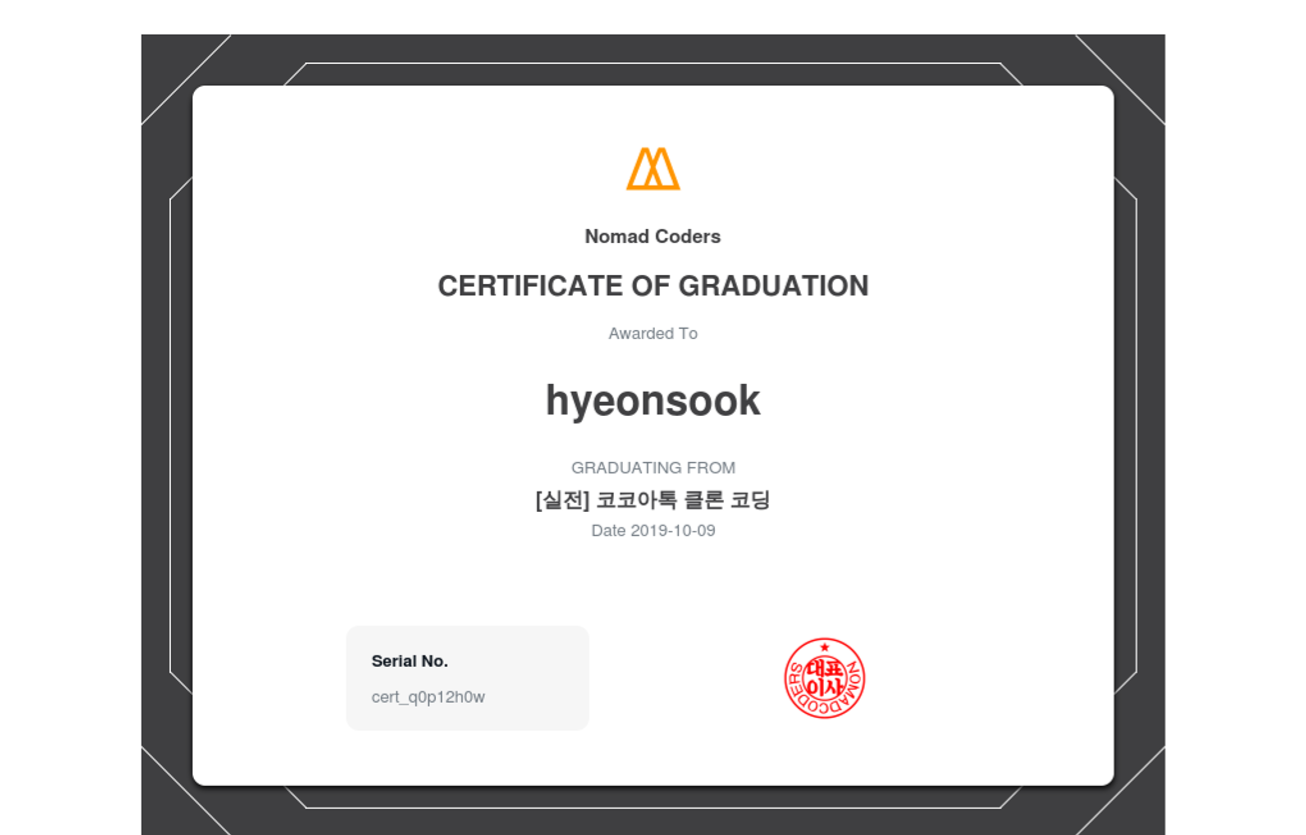 Nomad Coders
CERTIFICATE OF GRADUATION
Awarded To
hyeonsook
GRADUATING FROM
[실전] 코코아톡 클론 코딩
Date 2019-10-09
Serial No.
cert_q0p12h0w
대표
이사
NOMADCODERS